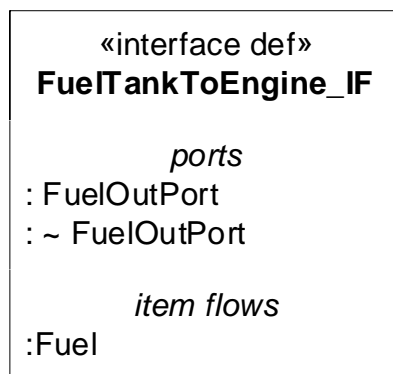 «interface def»
FuelTankToEngine_IF
ports
: FuelOutPort
: ~ FuelOutPort
item flows
:Fuel